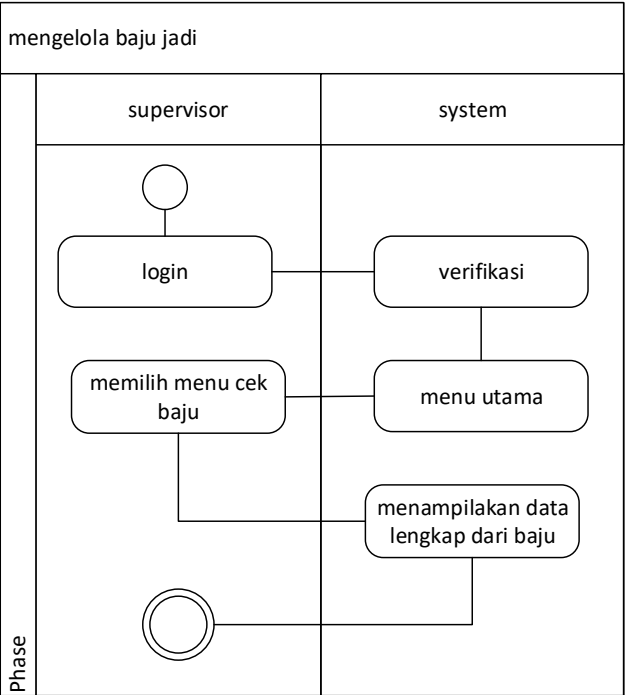 mengelola baju jadi
supervisor
system
login
verifikasi
memilih menu cek
baju
menu utama
menampilakan data
lengkap dari baju
Phase